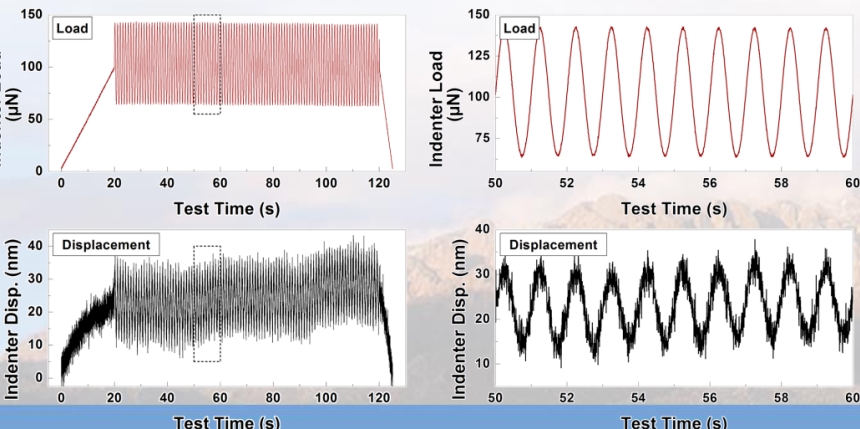 Load
Indenter Load
(µN)
150
100
50
0
0 20 40 60 80 100 120
Test Time (s)
Load
Indenter Load
(µN)
150
125
100
75
50 52 54 56 58 60
Test Time (s)
Displacement
Indenter Disp. (nm)
40
30
20
10
0
0 20 40 60 80 100 120
Test Time (s)
Displacement
Indenter Disp. (nm)
40
30
20
10
50 52 54 56 58 60
Test Time (s)